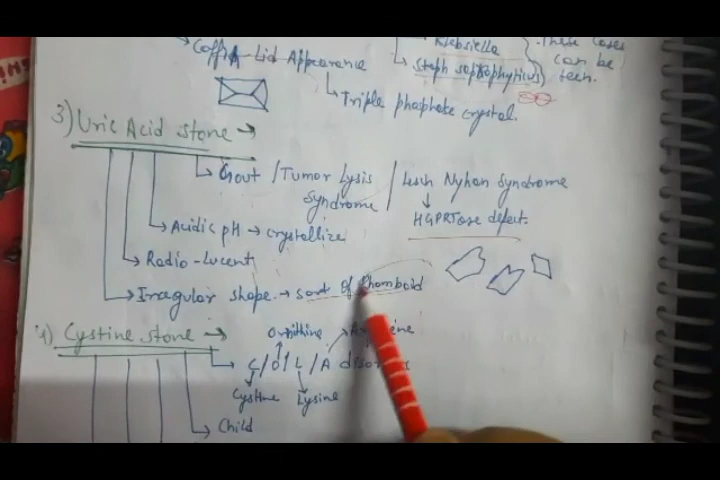 Klebsiella
These cases
→ Coffin-Lid Appearance
Staph saprophyticus
can be
seen.
Triple phosphate crystal.
3) Uric Acid stone →
Gout / Tumor Lysis Syndrome / Lesch Nyhan Syndrome
HGPRTase defect.
Acidic pH → crystallize
Radio-Lucent
Irregular shape → sort of Rhomboid
4) Cystine stone →
Ornithine
C/O/L/A disorders
Cystine Lysine
Child